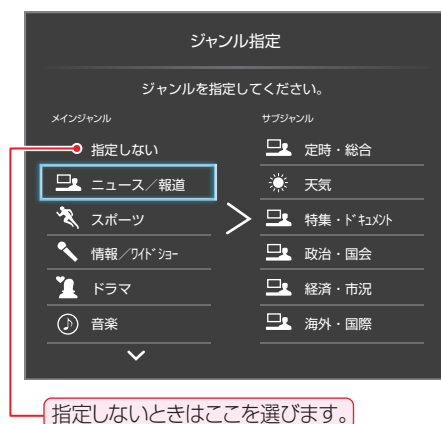 ジャンル指定
ジャンルを指定してください。
メインジャンル
サブジャンル
指定しない
定時・総合
ニュース／報道
天気
スポーツ
特集・ドキュメント
情報／ワイドショー
政治・国会
ドラマ
経済・市況
音楽
海外・国際
指定しないときはここを選びます。